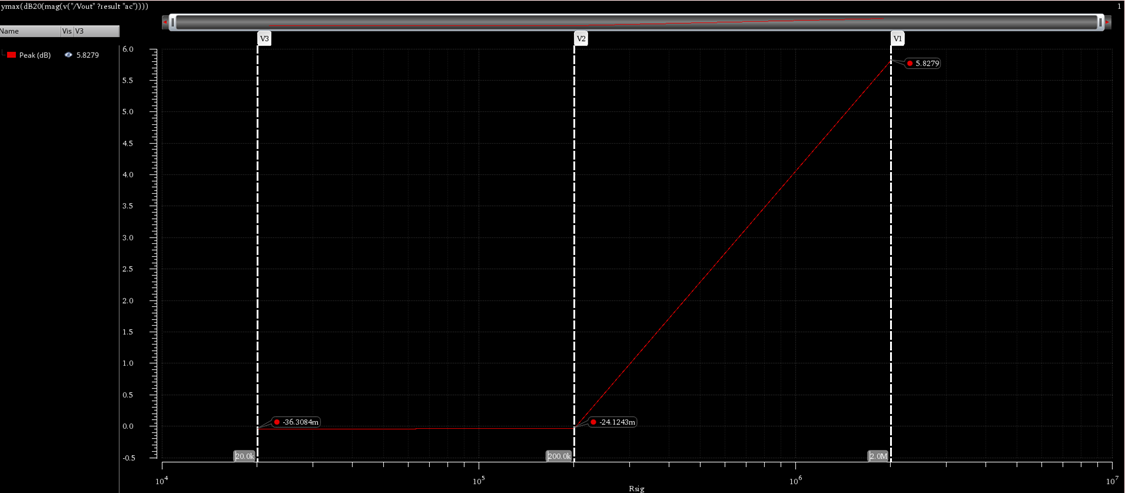 ymax(dB20(mag(v("/Vout" ?result "ac"))))
1
Name Vis V3
Peak (dB) 5.8279
V3 V2 V1
6.0
5.8279
5.5
5.0
4.5
4.0
3.5
3.0
2.5
2.0
1.5
1.0
0.5
-36.3084m -24.1243m
0.0
20.0k 200.0k 2.0M
-0.5
10⁴ 10⁵ 10⁶ 10⁷
Rsig